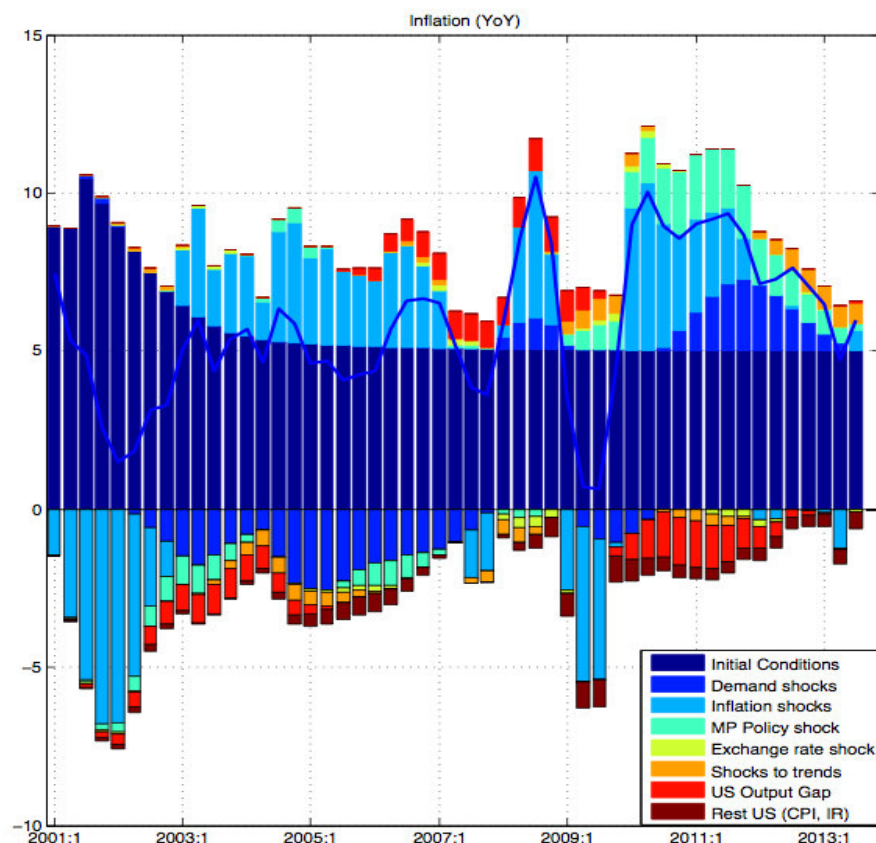 Inflation (YoY)
15
10
5
0
−5
−10
2001:1 2003:1 2005:1 2007:1 2009:1 2011:1 2013:1
Initial Conditions
Demand shocks
Inflation shocks
MP Policy shock
Exchange rate shock
Shocks to trends
US Output Gap
Rest US (CPI, IR)